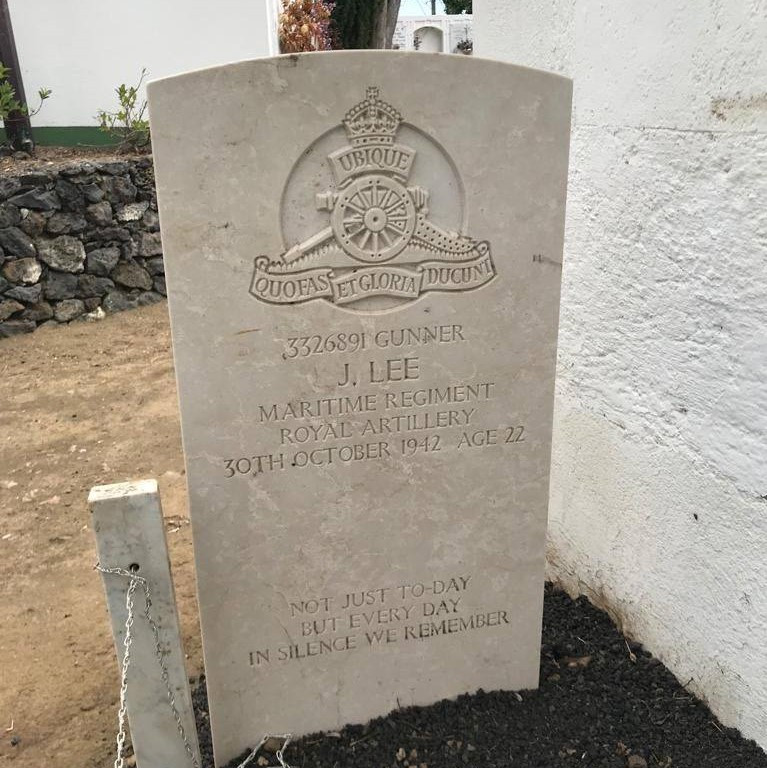 UBIQUE
QUO FAS ET GLORIA DUCUNT
3326891 GUNNER
J. LEE
MARITIME REGIMENT
ROYAL ARTILLERY
30TH OCTOBER 1942 AGE 22
NOT JUST TO-DAY
BUT EVERY DAY
IN SILENCE WE REMEMBER